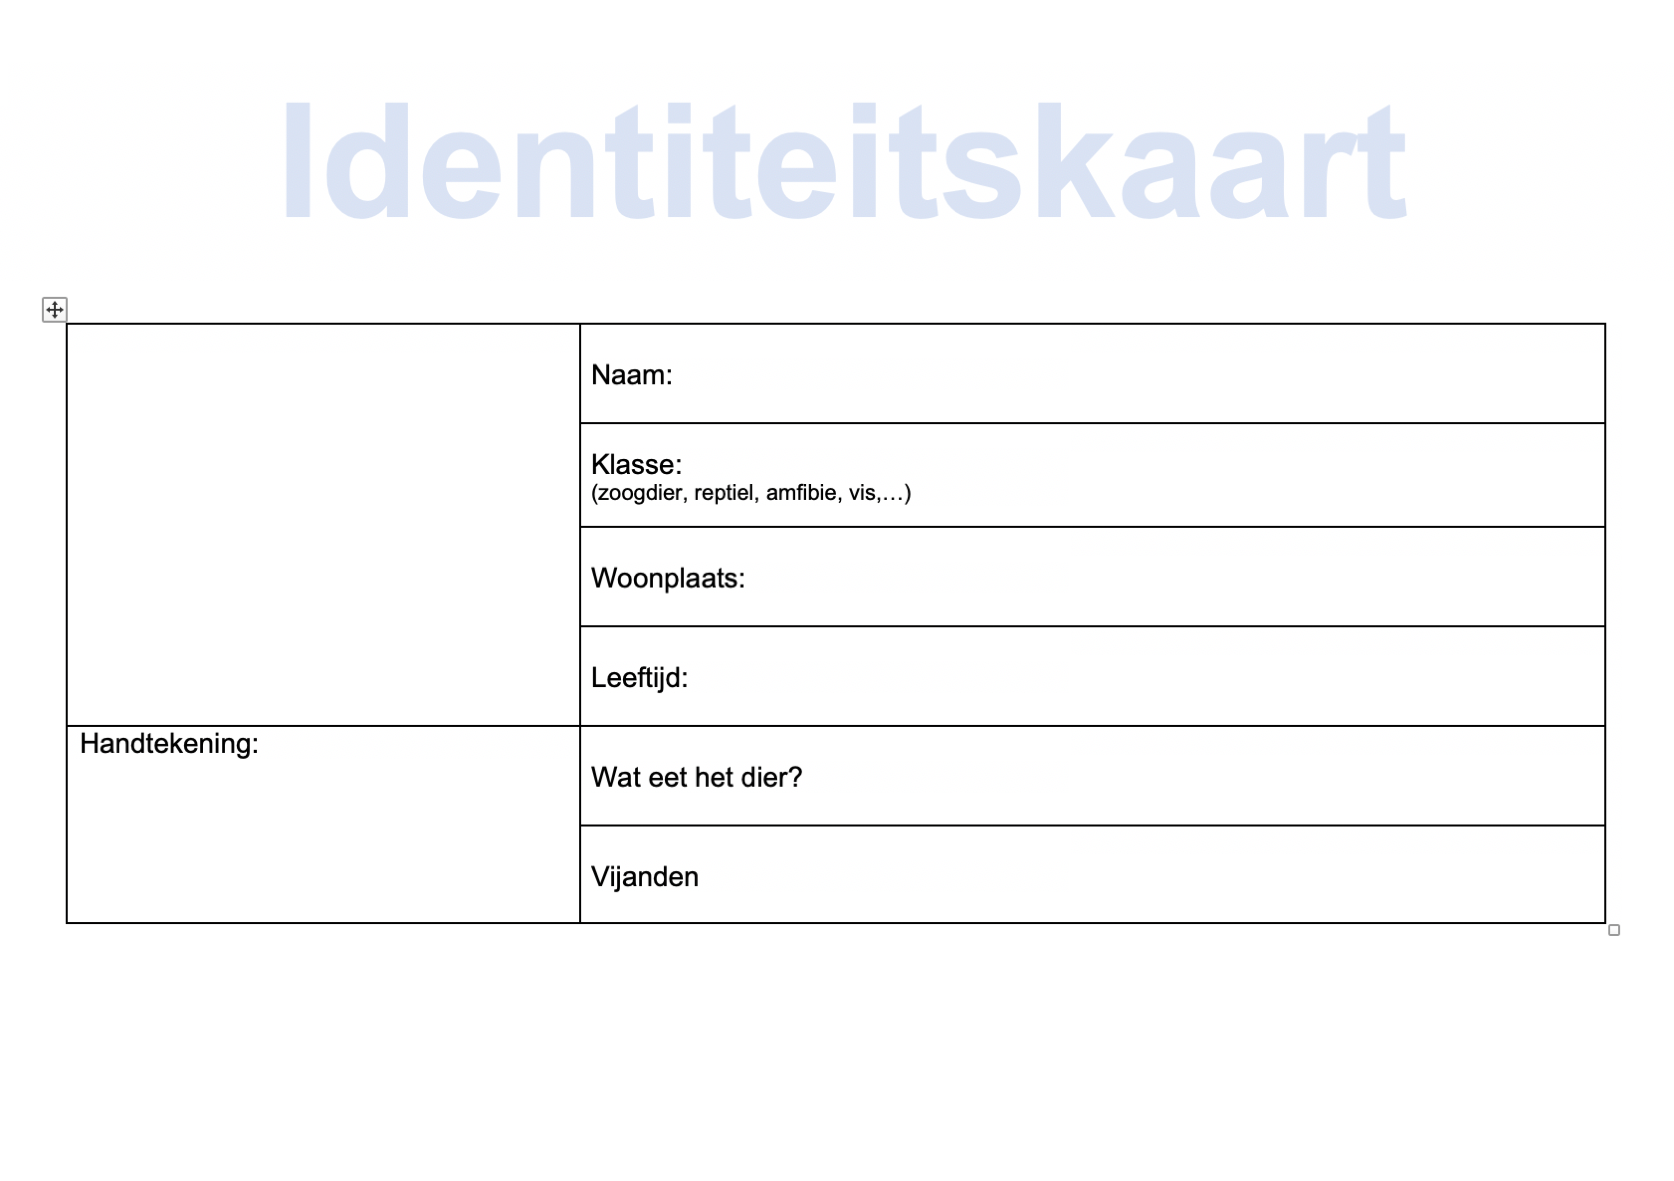 Identiteitskaart
Naam:
Klasse:
(zoogdier, reptiel, amfibie, vis,…)
Woonplaats:
Leeftijd:
Handtekening:
Wat eet het dier?
Vijanden